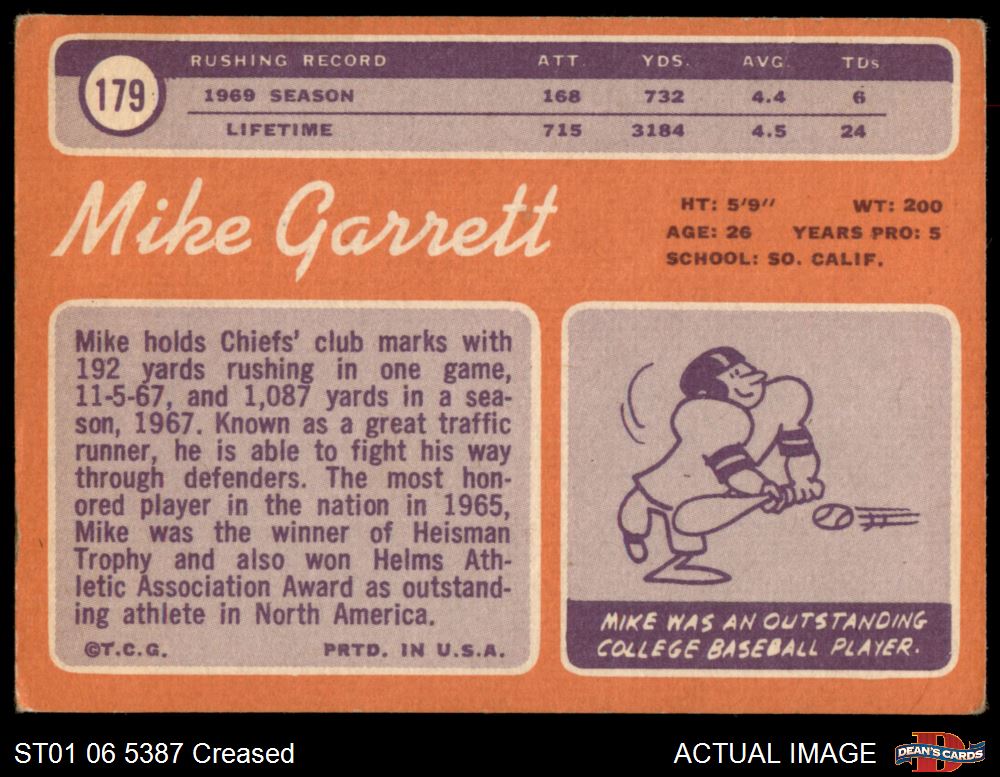 179
RUSHING RECORD ATT. YDS. AVG. TDs
1969 SEASON 168 732 4.4 6
LIFETIME 715 3184 4.5 24
Mike Garrett
HT: 5'9" WT: 200
AGE: 26 YEARS PRO: 5
SCHOOL: SO. CALIF.
Mike holds Chiefs' club marks with
192 yards rushing in one game,
11-5-67, and 1,087 yards in a sea-
son, 1967. Known as a great traffic
runner, he is able to fight his way
through defenders. The most hon-
ored player in the nation in 1965,
Mike was the winner of Heisman
Trophy and also won Helms Ath-
letic Association Award as outstand-
ing athlete in North America.
©T.C.G. PRTD. IN U.S.A.
MIKE WAS AN OUTSTANDING
COLLEGE BASEBALL PLAYER.
ST01 06 5387 Creased
ACTUAL IMAGE
D
DEAN'S CARDS